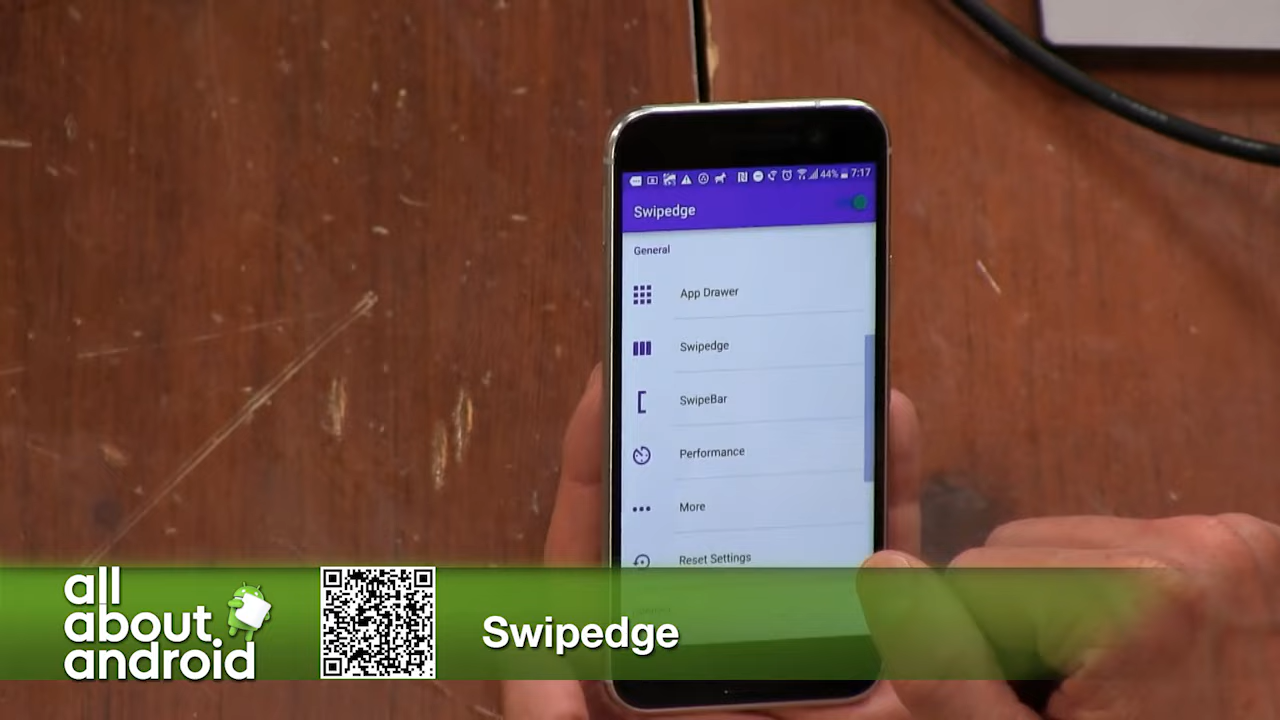 44% 7:17
Swipedge
General
App Drawer
Swipedge
SwipeBar
Performance
More
Reset Settings
all
about
android
Swipedge